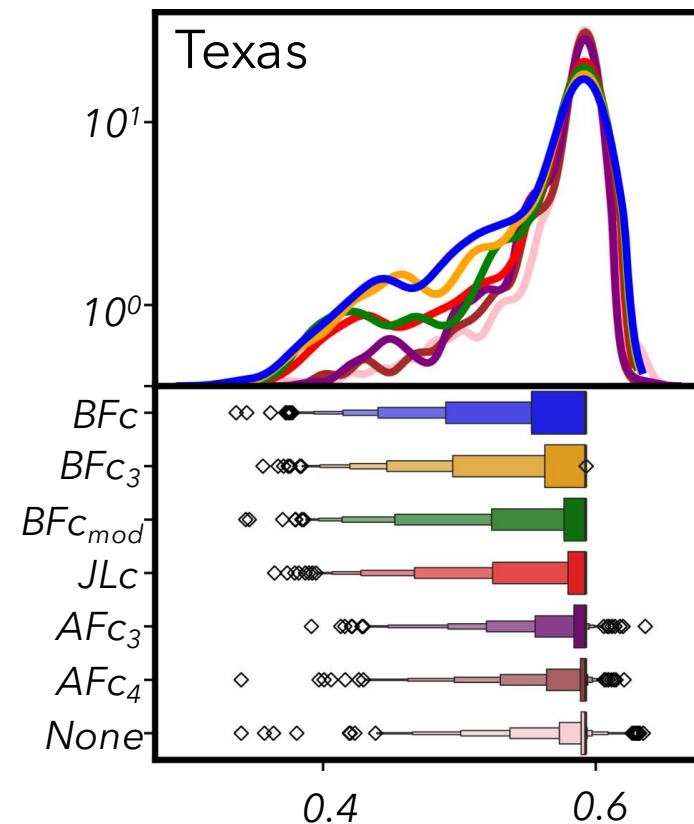 Texas
10¹
10⁰
BFc
BFc₃
BFc_mod
JLc
AFc₃
AFc₄
None
0.4 0.6